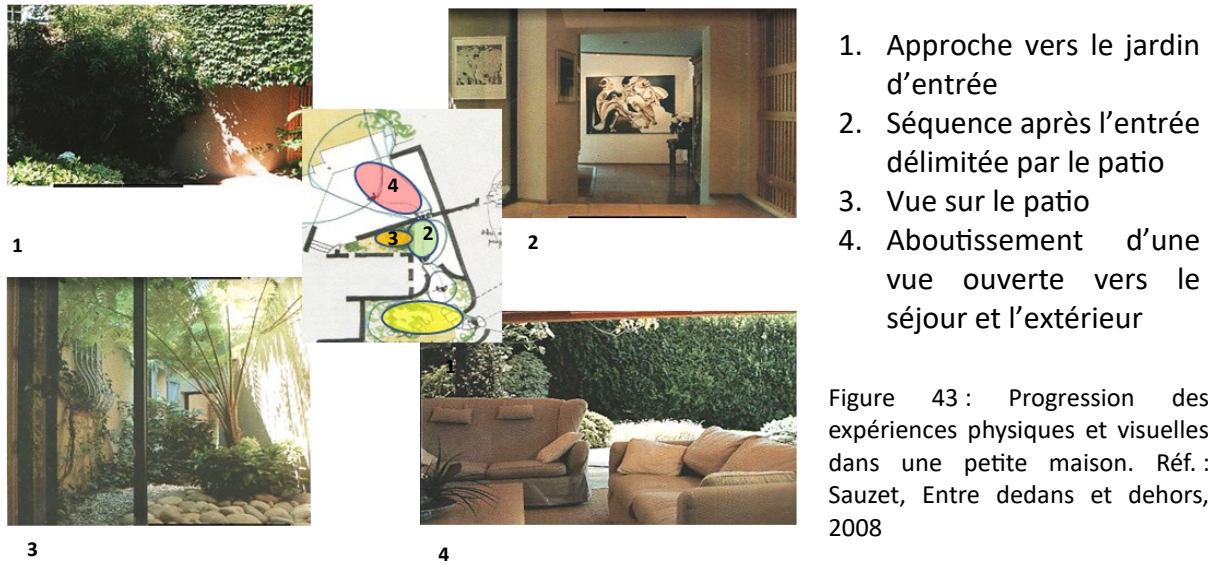 1. Approche vers le jardin
d’entrée
2. Séquence après l’entrée
délimitée par le patio
3. Vue sur le patio
4. Aboutissement d’une
vue ouverte vers le
séjour et l’extérieur
Figure 43 : Progression des
expériences physiques et visuelles
dans une petite maison. Réf. :
Sauzet, Entre dedans et dehors,
2008
1
2
3
4
4
2
3
1